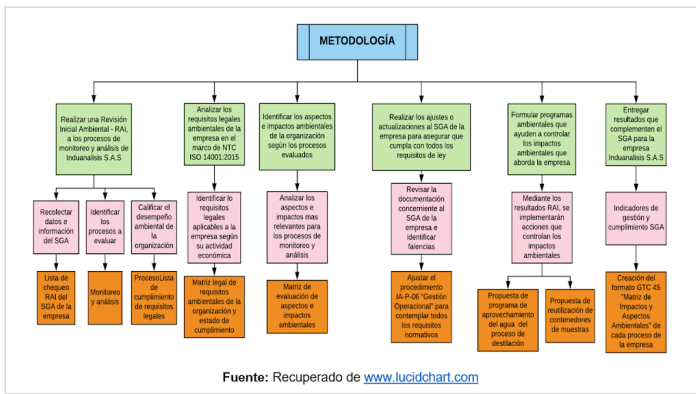 METODOLOGÍA
Realizar una Revisión
Inicial Ambiental - RAI,
a los procesos de
monitoreo y análisis de
Induanalisis S.A.S
Analizar los
requisitos legales
ambientales de la
empresa en el
marco de NTC
ISO 14001:2015
Identificar los aspectos
e impactos ambientales
de la organización
según los procesos
evaluados
Realizar los ajustes o
actualizaciones al SGA de la
empresa para asegurar que
cumpla con todos los
requisitos de ley
Formular programas
ambientales que
ayuden a controlar los
impactos
ambientales que
aborda la empresa
Entregar
resultados que
complementen el
SGA para la
empresa
Induanalisis S.A.S
Recolectar
datos e
información
del SGA
Identificar
los
procesos a
evaluar
Calificar el
desempeño
ambiental de
la
organización
Identificar lo
requisitos
legales
aplicables a la
empresa según
su actividad
económica
Analizar los
aspectos e
impactos mas
relevantes para
los procesos de
monitoreo y
análisis
Revisar la
documentación
concerniente al
SGA de la
empresa e
identificar
falencias
Mediante los
resultados RAI, se
implementarán
acciones que
controlan los
impactos
ambientales
Indicadores de
gestión y
cumplimiento SGA
Lista de
chequeo
RAI del
SGA de la
empresa
Monitoreo
y análisis
ProcesoLista
de
cumplimiento
de requisitos
legales
Matriz legal de
requisitos
ambientales de la
organización y
estado de
cumplimiento
Matriz de
evaluación de
aspectos e
impactos
ambientales
Ajustar el
procedimiento
IA-P-06 "Gestión
Operacional" para
contemplar todos
los requisitos
normativos
Propuesta de
programa de
aprovechamiento
del agua del
proceso de
destilación
Propuesta de
reutilización de
contenedores
de muestras
Creación del
formato GTC 45
"Matriz de
Impactos y
Aspectos
Ambientales" de
cada proceso de
la empresa
Fuente: Recuperado de www.lucidchart.com